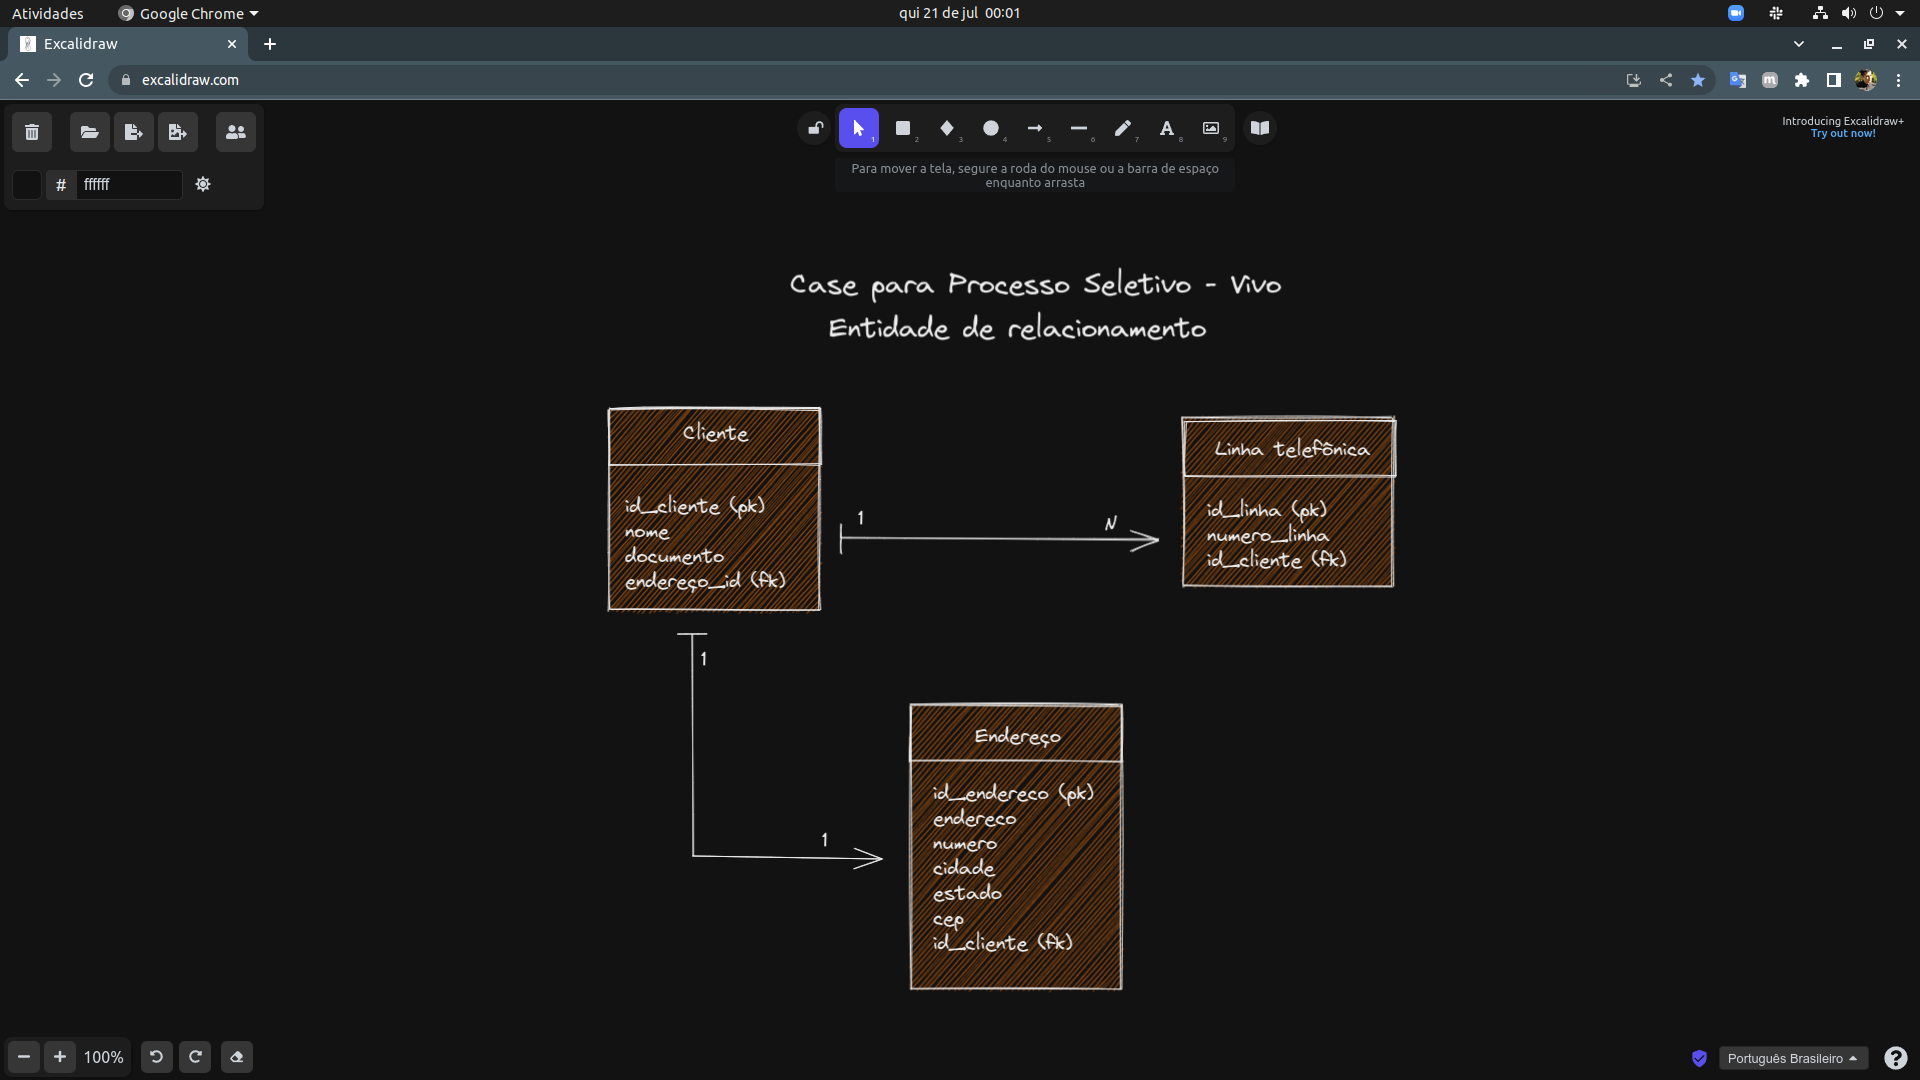 Atividades
Google Chrome
qui 21 de jul 00:01
Excalidraw
excalidraw.com
# ffffff
1
2
3
4
5
6
7
A
8
9
Para mover a tela, segure a roda do mouse ou a barra de espaço
enquanto arrasta
Introducing Excalidraw+
Try out now!
Case para Processo Seletivo - Vivo
Entidade de relacionamento
Cliente
id_cliente (pk)
nome
documento
endereço_id (fk)
1
N
Linha telefônica
id_linha (pk)
numero_linha
id_cliente (fk)
1
1
Endereço
id_endereco (pk)
endereco
numero
cidade
estado
cep
id_cliente (fk)
100%
Português Brasileiro
?